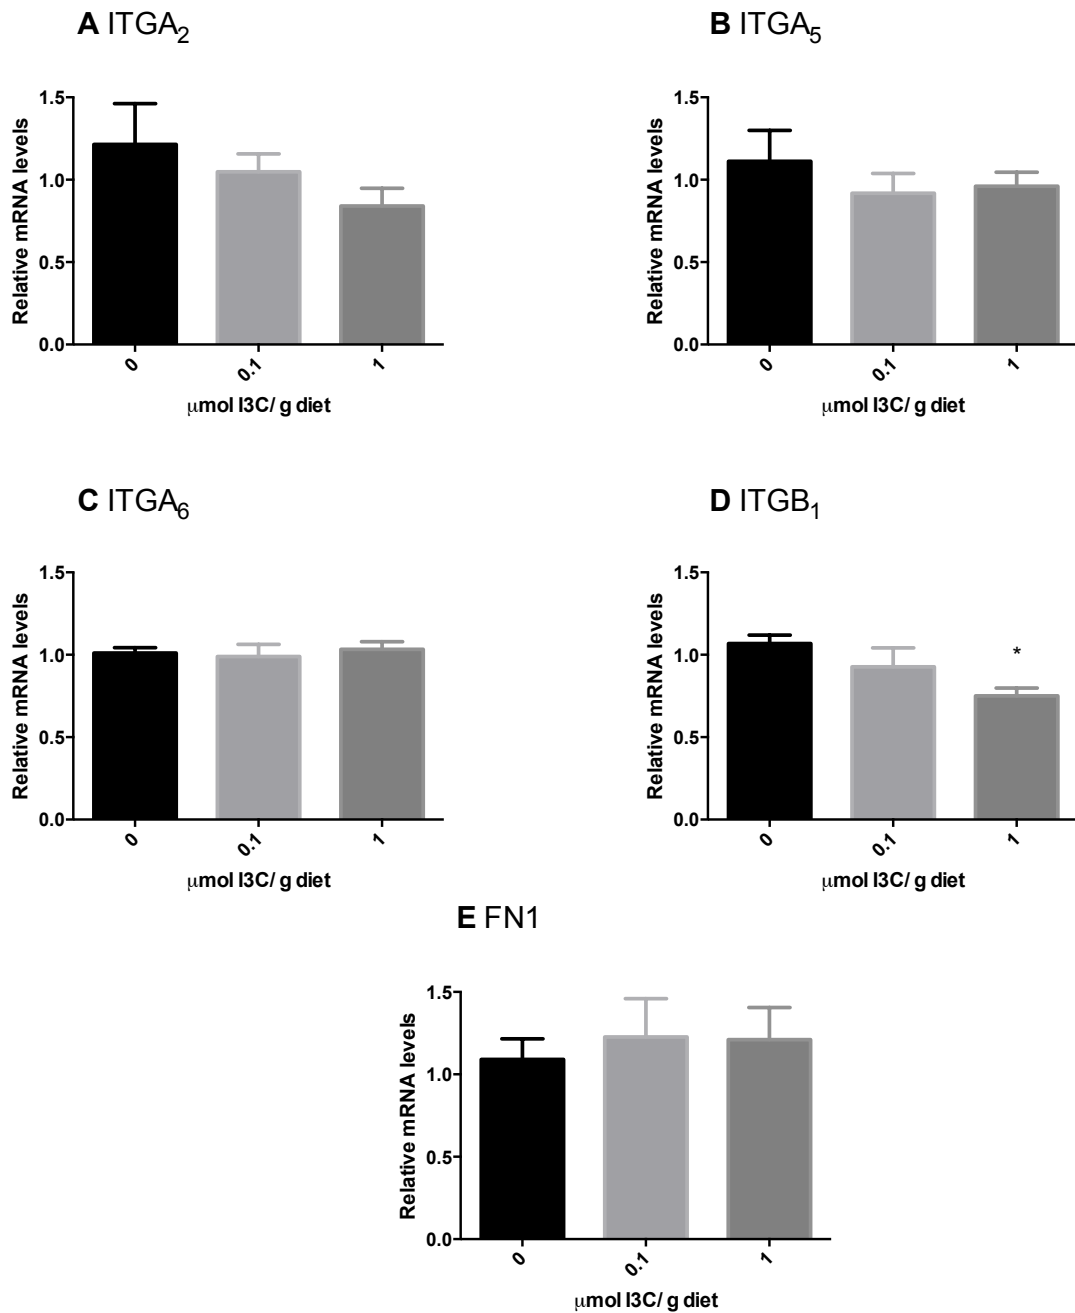 A ITGA2
1.5
1.0
0.5
0.0
Relative mRNA levels
0
0.1
1
μmol I3C/ g diet
B ITGA5
1.5
1.0
0.5
0.0
Relative mRNA levels
0
0.1
1
μmol I3C/ g diet
C ITGA6
1.5
1.0
0.5
0.0
Relative mRNA levels
0
0.1
1
μmol I3C/ g diet
D ITGB1
1.5
1.0
0.5
0.0
Relative mRNA levels
*
0
0.1
1
μmol I3C/ g diet
E FN1
1.5
1.0
0.5
0.0
Relative mRNA levels
0
0.1
1
μmol I3C/ g diet